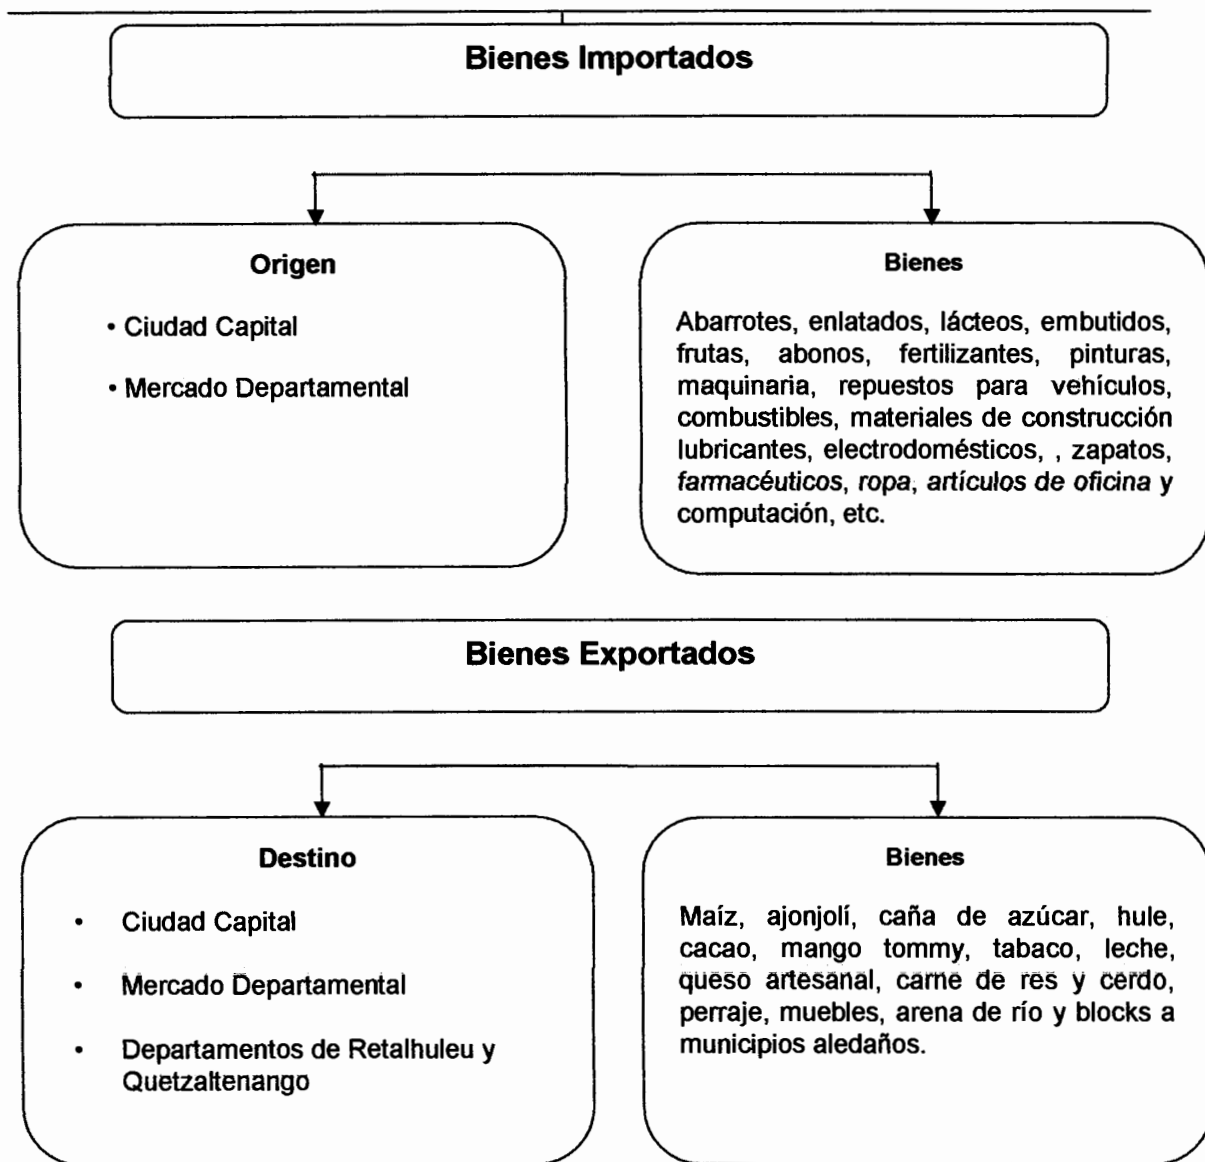 Bienes Importados
Origen
• Ciudad Capital
• Mercado Departamental
Bienes
Abarrotes, enlatados, lácteos, embutidos,
frutas, abonos, fertilizantes, pinturas,
maquinaria, repuestos para vehículos,
combustibles, materiales de construcción
lubricantes, electrodomésticos, , zapatos,
farmacéuticos, ropa, artículos de oficina y
computación, etc.
Bienes Exportados
Destino
• Ciudad Capital
• Mercado Departamental
• Departamentos de Retalhuleu y
Quetzaltenango
Bienes
Maíz, ajonjolí, caña de azúcar, hule,
cacao, mango tommy, tabaco, leche,
queso artesanal, carne de res y cerdo,
perraje, muebles, arena de río y blocks a
municipios aledaños.